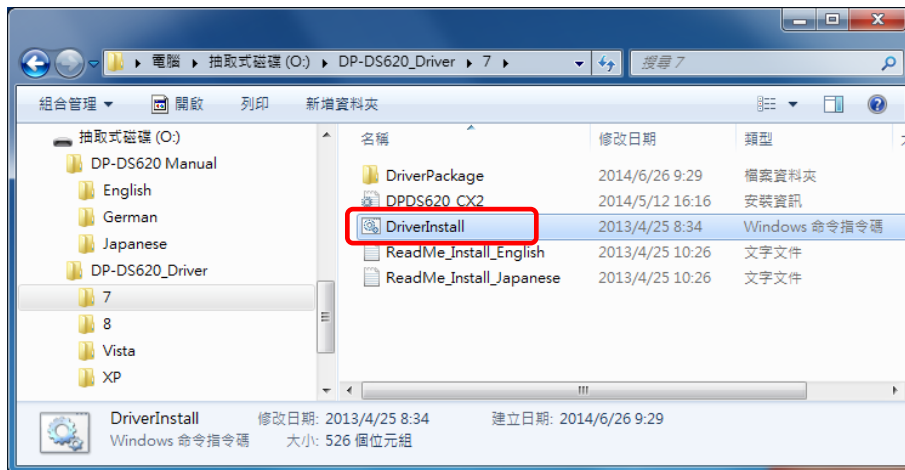 電腦 ▸ 抽取式磁碟 (O:) ▸ DP-DS620_Driver ▸ 7 ▸ 搜尋 7
組合管理 ▼ 開啟 列印 新增資料夾
抽取式磁碟 (O:)
DP-DS620 Manual
English
German
Japanese
DP-DS620_Driver
7
8
Vista
XP
名稱 修改日期 類型
DriverPackage 2014/6/26 9:29 檔案資料夾
DPDS620_CX2 2014/5/12 16:16 安裝資訊
DriverInstall 2013/4/25 8:34 Windows 命令指令碼
ReadMe_Install_English 2013/4/25 10:26 文字文件
ReadMe_Install_Japanese 2013/4/25 10:26 文字文件
DriverInstall 修改日期: 2013/4/25 8:34 建立日期: 2014/6/26 9:29
Windows 命令指令碼 大小: 526 個位元組